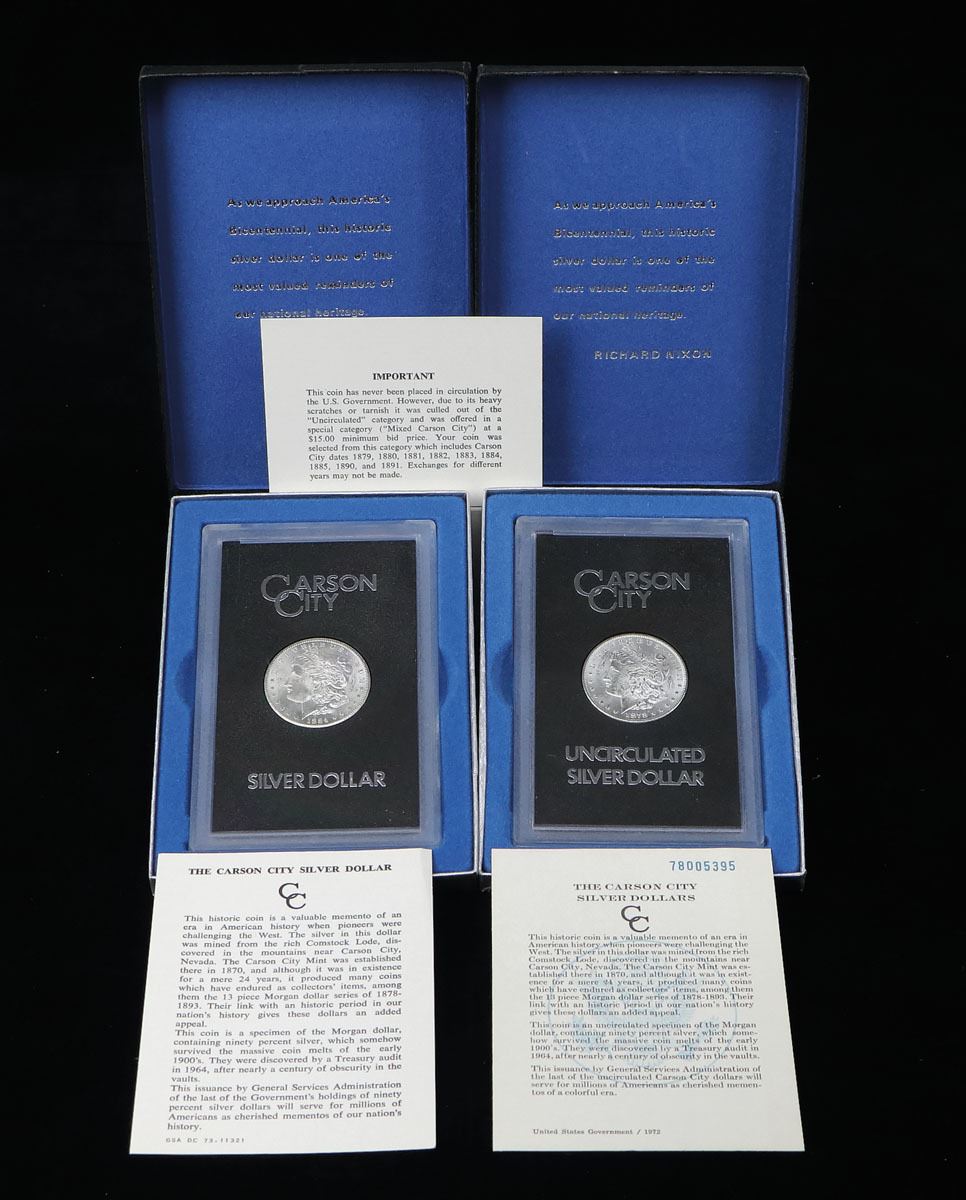 As we approach America's
Bicentennial, this historic
silver dollar is one of the
most valued reminders of
our national heritage.
As we approach America's
Bicentennial, this historic
silver dollar is one of the
most valued reminders of
our national heritage.
RICHARD NIXON
IMPORTANT
This coin has never been placed in circulation by
the U.S. Government. However, due to its heavy
scratches or tarnish it was culled out of the
"Uncirculated" category and was offered in a
special category ("Mixed Carson City") at a
$15.00 minimum bid price. Your coin was
selected from this category which includes Carson
City dates 1879, 1880, 1881, 1882, 1883, 1884,
1885, 1890, and 1891. Exchanges for different
years may not be made.
CARSON
CITY
1884
SILVER DOLLAR
CARSON
CITY
1878
UNCIRCULATED
SILVER DOLLAR
THE CARSON CITY SILVER DOLLAR
CC
This historic coin is a valuable memento of an
era in American history when pioneers were
challenging the West. The silver in this dollar
was mined from the rich Comstock Lode, dis-
covered in the mountains near Carson City,
Nevada. The Carson City Mint was established
there in 1870, and although it was in existence
for a mere 24 years, it produced many coins
which have endured as collectors' items, among
them the 13 piece Morgan dollar series of 1878-
1893. Their link with an historic period in our
nation's history gives these dollars an added
appeal.
This coin is a specimen of the Morgan dollar,
containing ninety percent silver, which somehow
survived the massive coin melts of the early
1900's. They were discovered by a Treasury audit
in 1964, after nearly a century of obscurity in the
vaults.
This issuance by General Services Administration
of the last of the Government's holdings of ninety
percent silver dollars will serve for millions of
Americans as cherished mementos of our nation's
history.
GSA DC 73-11321
78005395
THE CARSON CITY
SILVER DOLLARS
CC
This historic coin is a valuable memento of an era in
American history when pioneers were challenging the
West. The silver in this dollar was mined from the rich
Comstock Lode, discovered in the mountains near
Carson City, Nevada. The Carson City Mint was es-
tablished there in 1870, and although it was in exist-
ence for a mere 24 years, it produced many coins
which have endured as collectors' items, among them
the 13 piece Morgan dollar series of 1878-1893. Their
link with an historic period in our nation's history
gives these dollars an added appeal.
This coin is an uncirculated specimen of the Morgan
dollar, containing ninety percent silver, which some-
how survived the massive coin melts of the early
1900's. They were discovered by a Treasury audit in
1964, after nearly a century of obscurity in the vaults.
This issuance by General Services Administration of
the last of the uncirculated Carson City dollars will
serve for millions of Americans as cherished memen-
tos of a colorful era.
United States Government / 1972